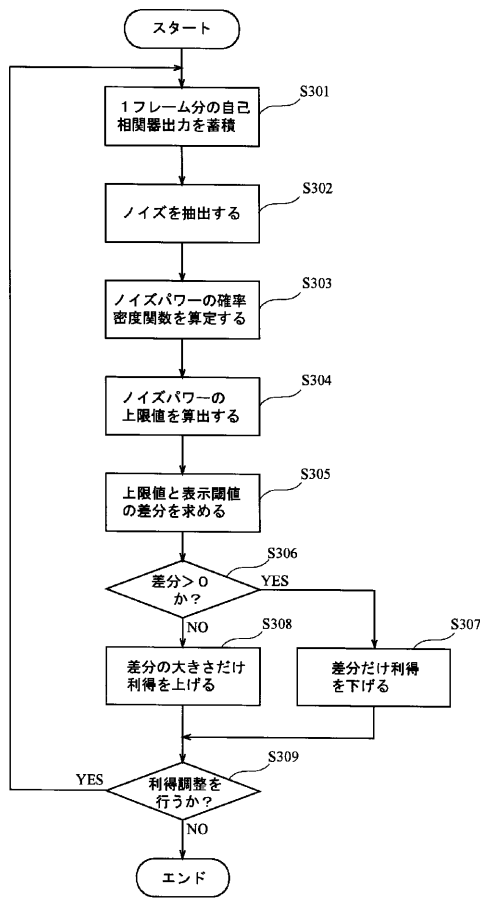 スタート
S301
1フレーム分の自己
相関器出力を蓄積
S302
ノイズを抽出する
S303
ノイズパワーの確率
密度関数を算定する
S304
ノイズパワーの
上限値を算出する
S305
上限値と表示閾値
の差分を求める
S306
差分>0
か?
YES
NO
S308
差分の大きさだけ
利得を上げる
S307
差分だけ利得
を下げる
S309
YES
利得調整を
行うか?
NO
エンド